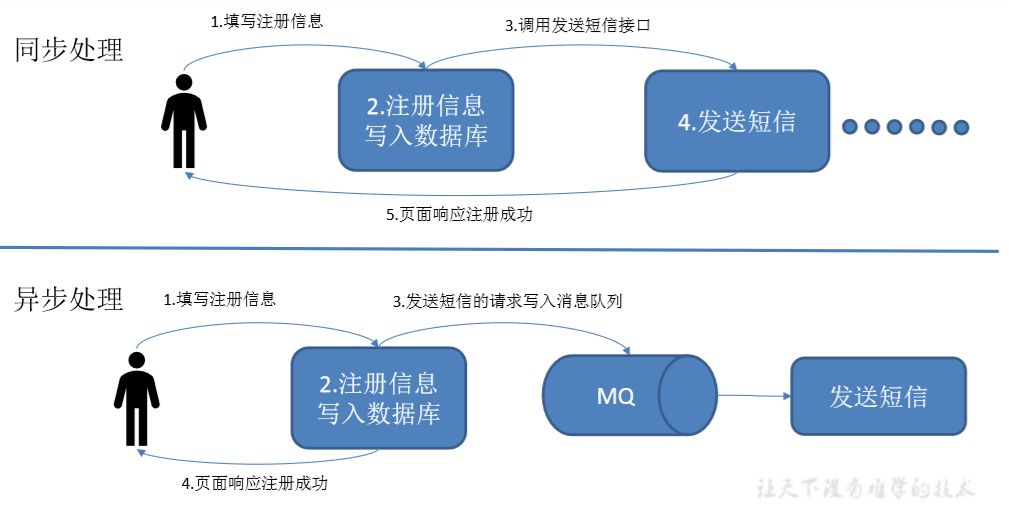 同步处理
1.填写注册信息
3.调用发送短信接口
2.注册信息
写入数据库
4.发送短信
5.页面响应注册成功
异步处理
1.填写注册信息
3.发送短信的请求写入消息队列
2.注册信息
写入数据库
MQ
发送短信
4.页面响应注册成功
让天下没有难学的技术